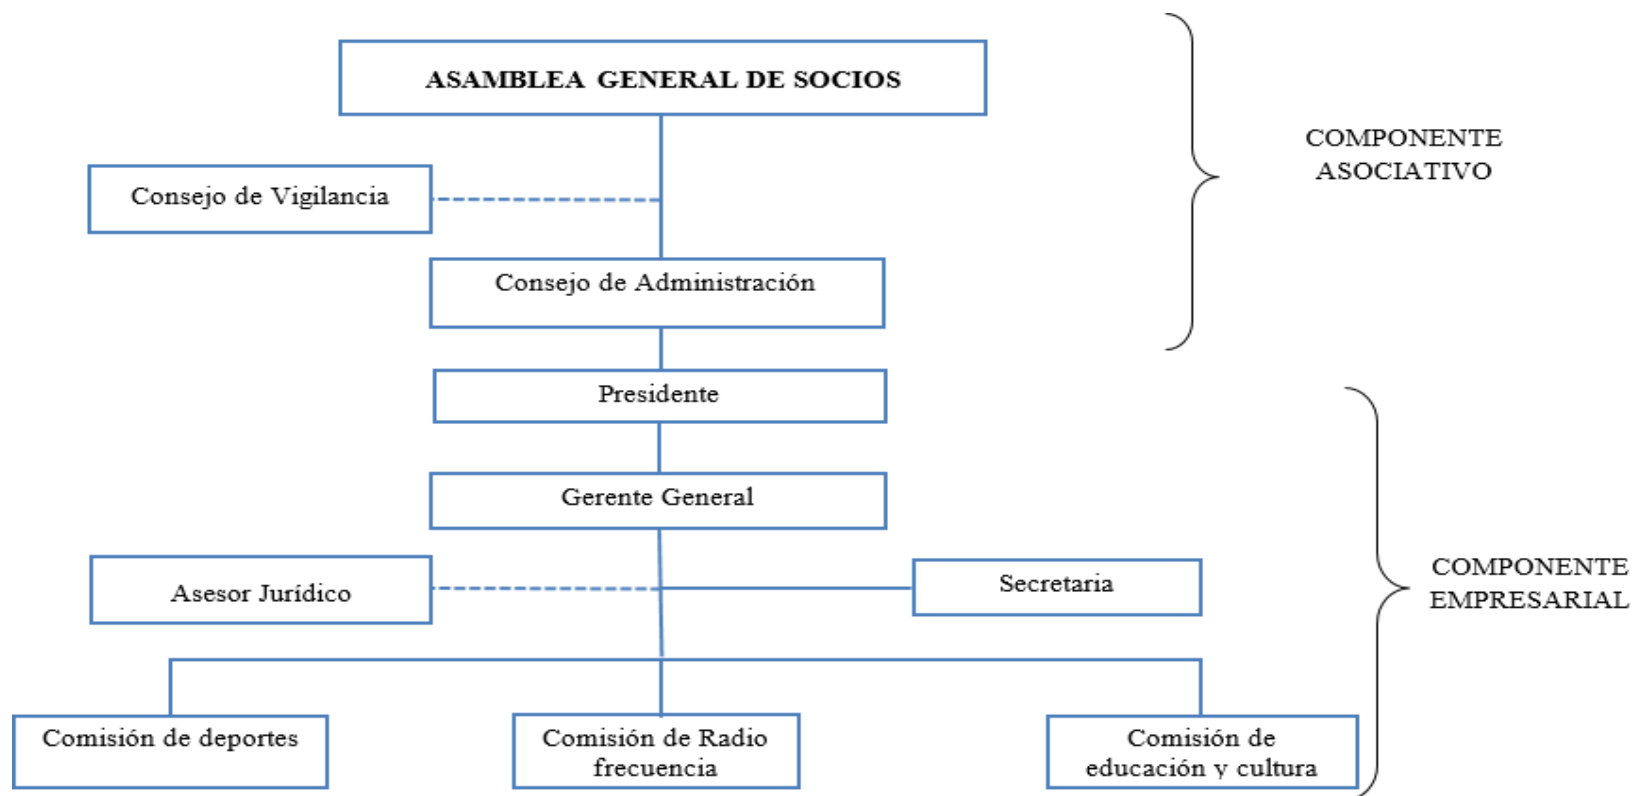 ASAMBLEA GENERAL DE SOCIOS
COMPONENTE
ASOCIATIVO
Consejo de Vigilancia
Consejo de Administración
Presidente
Gerente General
Asesor Jurídico
Secretaria
COMPONENTE
EMPRESARIAL
Comisión de deportes
Comisión de Radio
frecuencia
Comisión de
educación y cultura